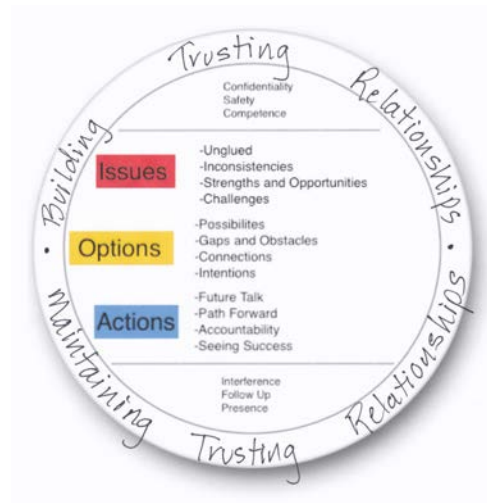 Building Trusting Relationships
Confidentiality
Safety
Competence
Issues
-Unglued
-Inconsistencies
-Strengths and Opportunities
-Challenges
Options
-Possibilites
-Gaps and Obstacles
-Connections
-Intentions
Actions
-Future Talk
-Path Forward
-Accountability
-Seeing Success
Interference
Follow Up
Presence
• maintaining Trusting Relationships •